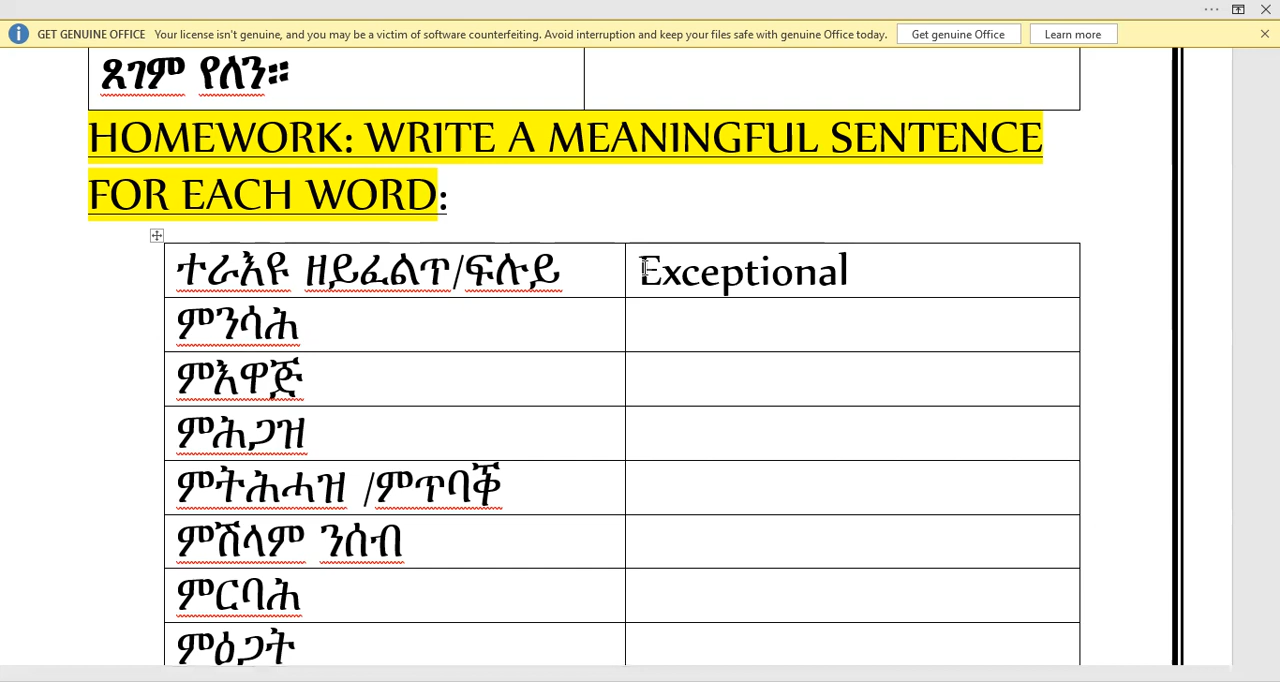 GET GENUINE OFFICE Your license isn't genuine, and you may be a victim of software counterfeiting. Avoid interruption and keep your files safe with genuine Office today. Get genuine Office Learn more
ጸገም የለን።
HOMEWORK: WRITE A MEANINGFUL SENTENCE
FOR EACH WORD:
ተራእዩ ዘይፈልጥ/ፍሉይ Exceptional
ምንሳሕ
ምእዋጅ
ምሕጋዝ
ምትሕሓዝ /ምጥባቕ
ምሽላም ንሰብ
ምርባሕ
ምዕጋት